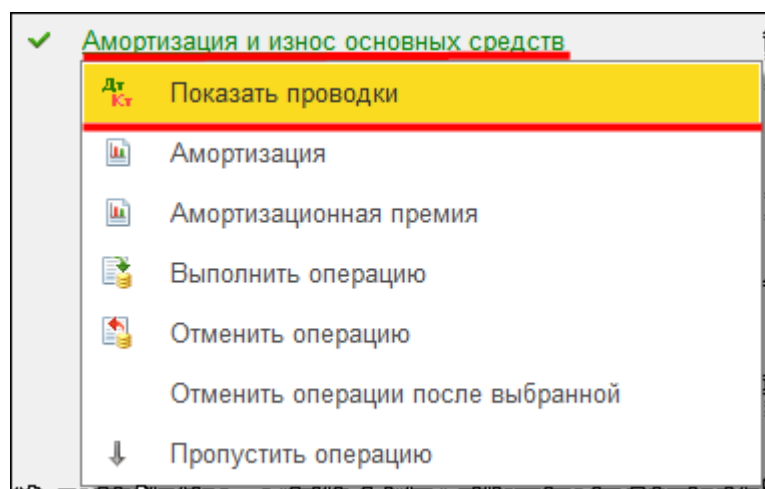 Амортизация и износ основных средств
Дт
Кт
Показать проводки
Амортизация
Амортизационная премия
Выполнить операцию
Отменить операцию
Отменить операции после выбранной
Пропустить операцию